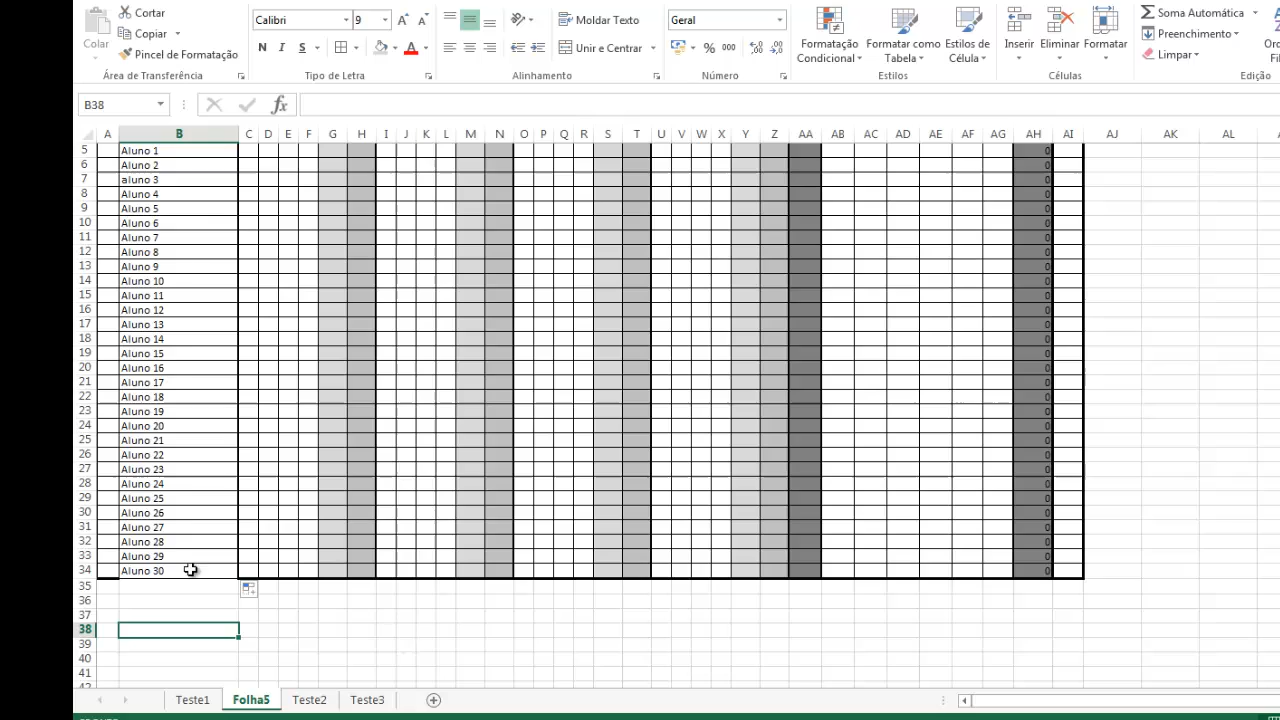 Cortar
Calibri 9 Moldar Texto Geral Soma Automática
Copiar
Preenchimento
Colar Pincel de Formatação N I S Unir e Centrar % 000 Formatação Condicional Formatar como Tabela Estilos de Célula Inserir Eliminar Formatar Limpar
Área de Transferência Tipo de Letra Alinhamento Número Estilos Células Edição
B38 fx
A B C D E F G H I J K L M N O P Q R S T U V W X Y Z AA AB AC AD AE AF AG AH AI AJ AK AL
5 Aluno 1 0
6 Aluno 2 0
7 aluno 3 0
8 Aluno 4 0
9 Aluno 5 0
10 Aluno 6 0
11 Aluno 7 0
12 Aluno 8 0
13 Aluno 9 0
14 Aluno 10 0
15 Aluno 11 0
16 Aluno 12 0
17 Aluno 13 0
18 Aluno 14 0
19 Aluno 15 0
20 Aluno 16 0
21 Aluno 17 0
22 Aluno 18 0
23 Aluno 19 0
24 Aluno 20 0
25 Aluno 21 0
26 Aluno 22 0
27 Aluno 23 0
28 Aluno 24 0
29 Aluno 25 0
30 Aluno 26 0
31 Aluno 27 0
32 Aluno 28 0
33 Aluno 29 0
34 Aluno 30 0
35
36
37
38
39
40
41
Teste1 Folha5 Teste2 Teste3